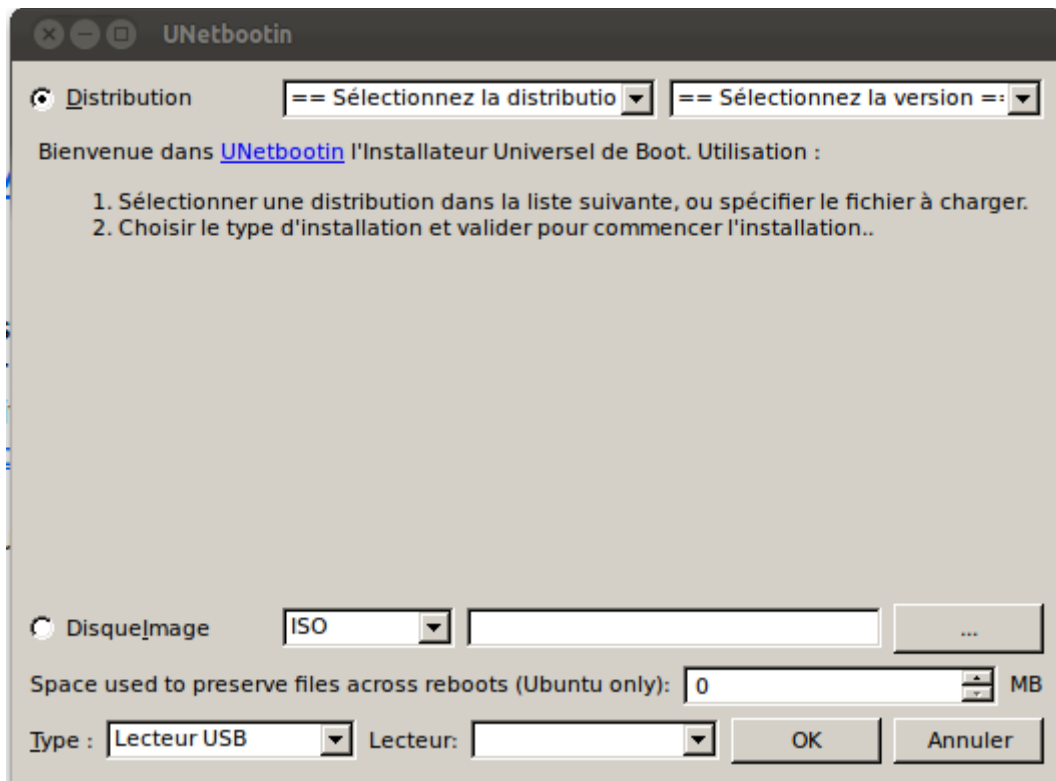 UNetbootin
Distribution == Sélectionnez la distributio == Sélectionnez la version ==
Bienvenue dans UNetbootin l'Installateur Universel de Boot. Utilisation :
1. Sélectionner une distribution dans la liste suivante, ou spécifier le fichier à charger.
2. Choisir le type d'installation et valider pour commencer l'installation..
DisqueImage ISO ...
Space used to preserve files across reboots (Ubuntu only): 0 MB
Type : Lecteur USB Lecteur: OK Annuler